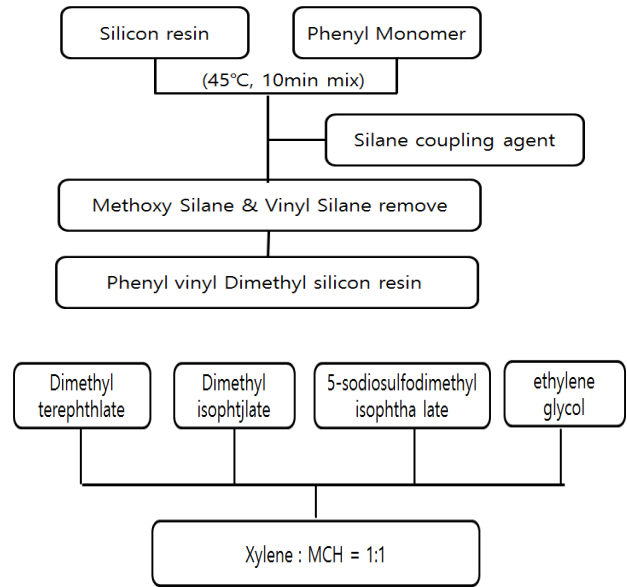 Silicon resin
Phenyl Monomer
(45℃, 10min mix)
Silane coupling agent
Methoxy Silane & Vinyl Silane remove
Phenyl vinyl Dimethyl silicon resin
Dimethyl
terephthlate
Dimethyl
isophtjlate
5-sodiosulfodimethyl
isophtha late
ethylene
glycol
Xylene : MCH = 1:1